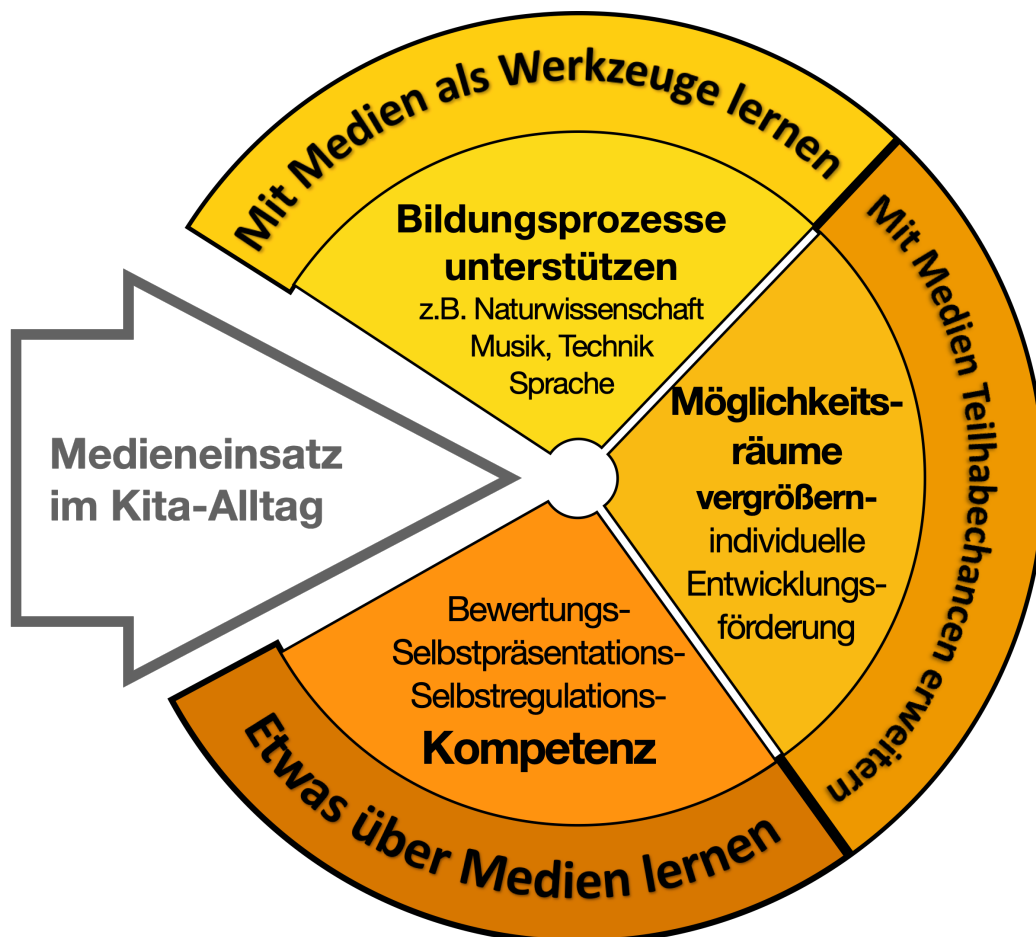 Mit Medien als Werkzeuge lernen
Bildungsprozesse
unterstützen
z.B. Naturwissenschaft
Musik, Technik
Sprache
Mit Medien Teilhabechancen erweitern
Möglichkeits-
räume
vergrößern-
individuelle
Entwicklungs-
förderung
Medieneinsatz
im Kita-Alltag
Bewertungs-
Selbstpräsentations-
Selbstregulations-
Kompetenz
Etwas über Medien lernen